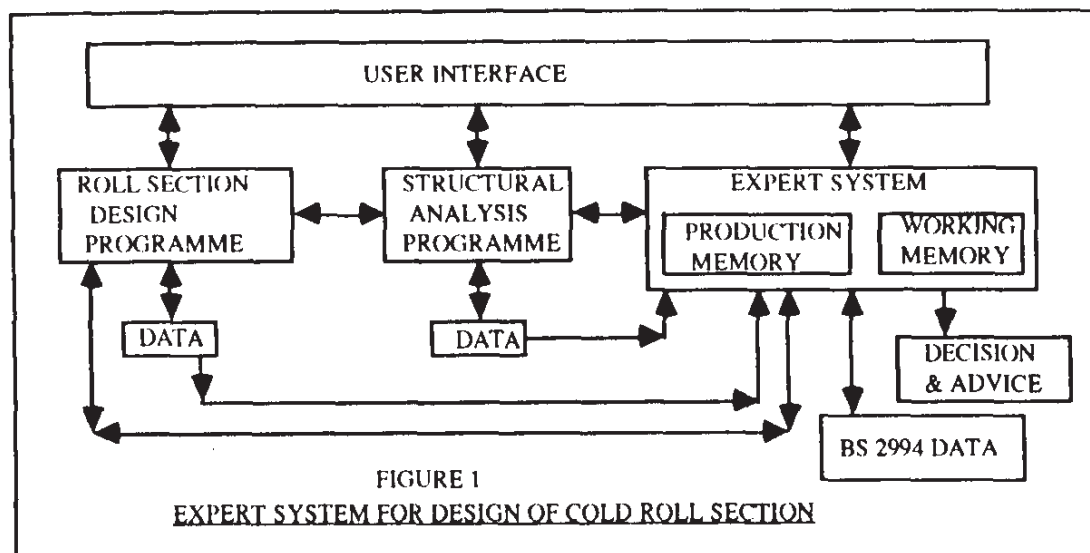 USER INTERFACE
ROLL SECTION
DESIGN
PROGRAMME
STRUCTURAL
ANALYSIS
PROGRAMME
EXPERT SYSTEM
PRODUCTION
MEMORY
WORKING
MEMORY
DATA
DATA
DECISION
& ADVICE
BS 2994 DATA
FIGURE 1
EXPERT SYSTEM FOR DESIGN OF COLD ROLL SECTION